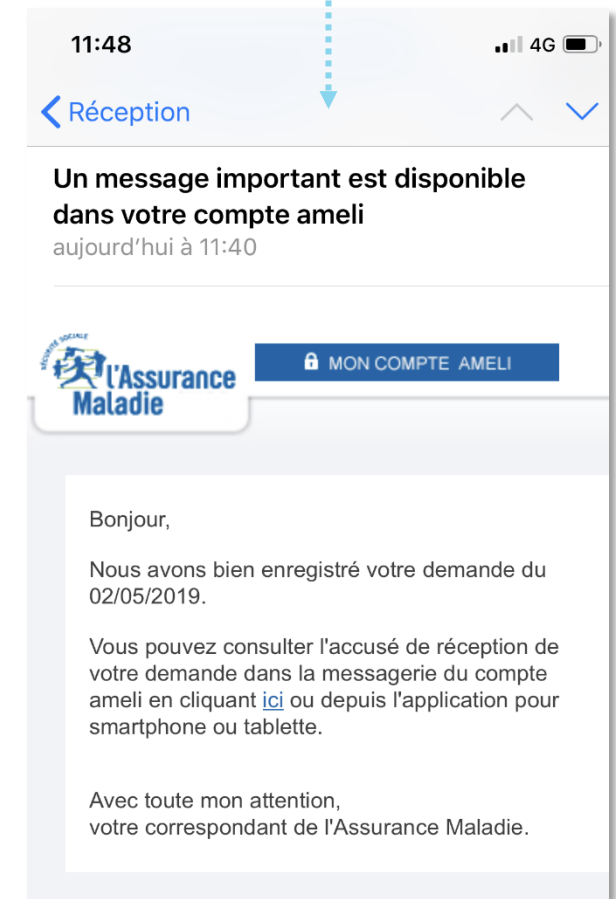 11:48
4G
Réception
Un message important est disponible
dans votre compte ameli
aujourd'hui à 11:40
SÉCURITÉ SOCIALE
l'Assurance
Maladie
MON COMPTE AMELI
Bonjour,
Nous avons bien enregistré votre demande du
02/05/2019.
Vous pouvez consulter l'accusé de réception de
votre demande dans la messagerie du compte
ameli en cliquant ici ou depuis l'application pour
smartphone ou tablette.
Avec toute mon attention,
votre correspondant de l'Assurance Maladie.